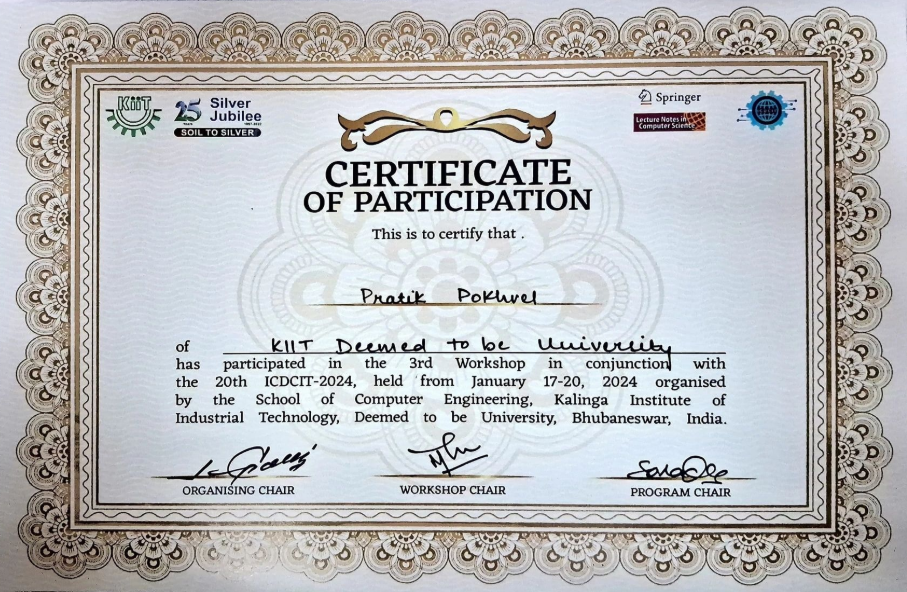 KIIT
25 Silver
Years Jubilee
1997-2022
SOIL TO SILVER
Springer
Lecture Notes in
Computer Science
CERTIFICATE
OF PARTICIPATION
This is to certify that .
Pratik Pokhrel
of KIIT Deemed to be University
has participated in the 3rd Workshop in conjunction with
the 20th ICDCIT-2024, held from January 17-20, 2024 organised
by the School of Computer Engineering, Kalinga Institute of
Industrial Technology, Deemed to be University, Bhubaneswar, India.
ORGANISING CHAIR
WORKSHOP CHAIR
PROGRAM CHAIR